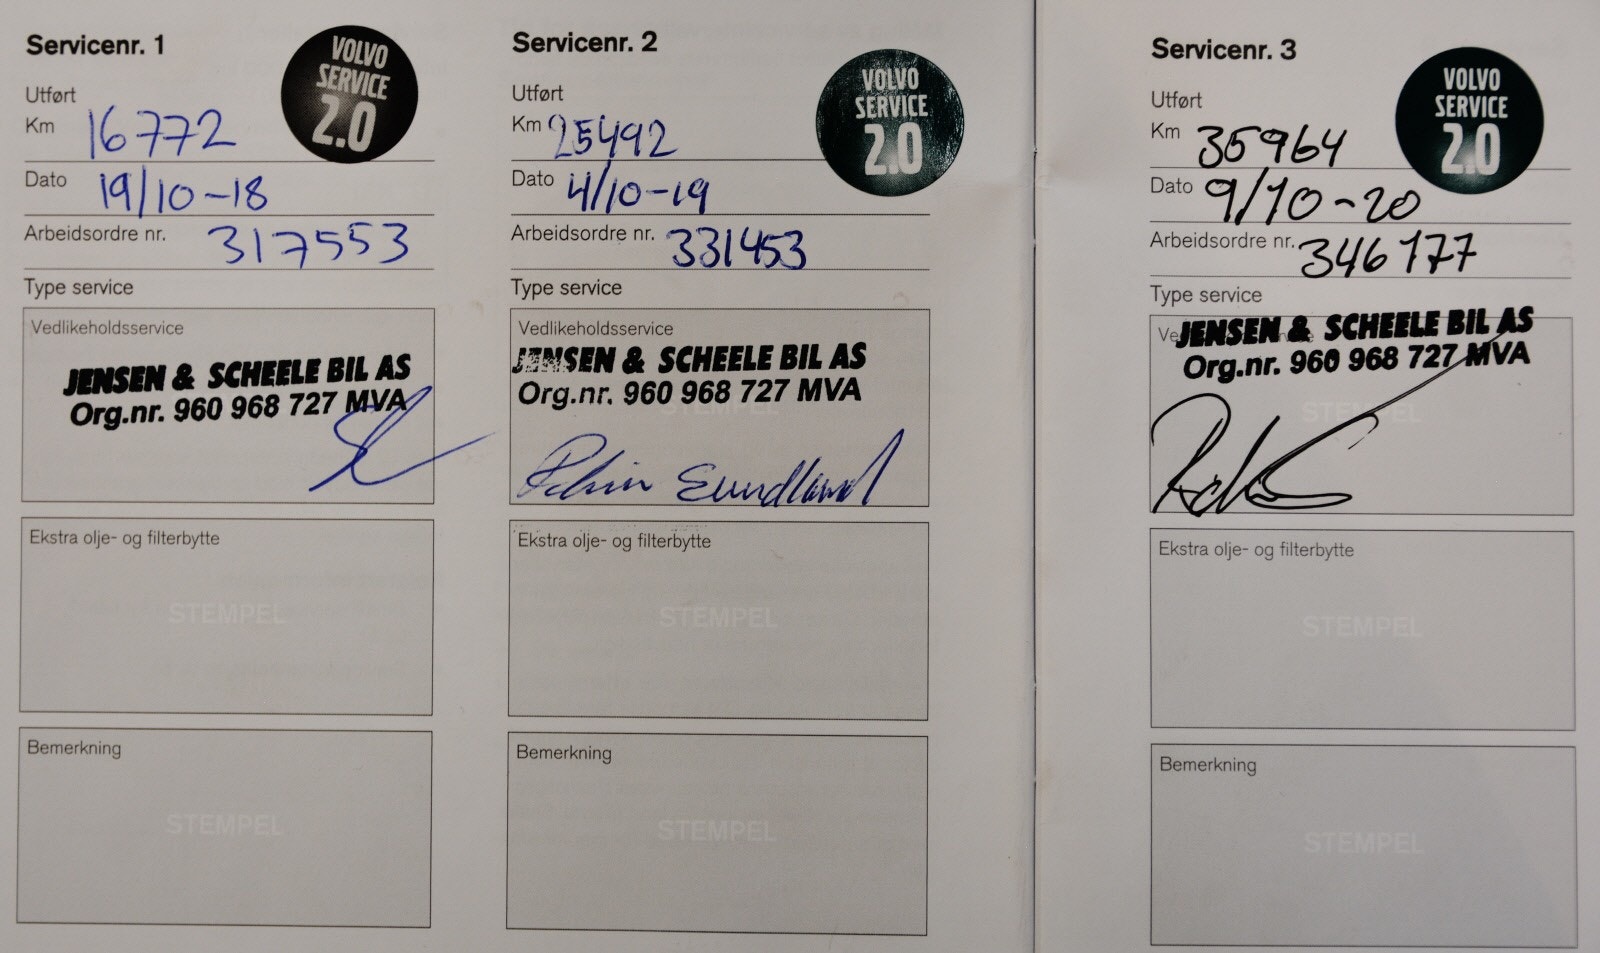 Servicenr. 1
VOLVO
SERVICE
2.0
Utført
Km 16772
Dato 19/10-18
Arbeidsordre nr. 317553
Type service
Vedlikeholdsservice
JENSEN & SCHEELE BIL AS
Org.nr. 960 968 727 MVA
Ekstra olje- og filterbytte
STEMPEL
Bemerkning
STEMPEL
Servicenr. 2
VOLVO
SERVICE
2.0
Utført
Km 25492
Dato 4/10-19
Arbeidsordre nr. 331453
Type service
Vedlikeholdsservice
JENSEN & SCHEELE BIL AS
Org.nr. 960 968 727 MVA
STEMPEL
Ekstra olje- og filterbytte
STEMPEL
Bemerkning
STEMPEL
Servicenr. 3
VOLVO
SERVICE
2.0
Utført
Km 35964
Dato 9/10-20
Arbeidsordre nr. 346177
Type service
JENSEN & SCHEELE BIL AS
Org.nr. 960 968 727 MVA
STEMPEL
Ekstra olje- og filterbytte
STEMPEL
Bemerkning
STEMPEL